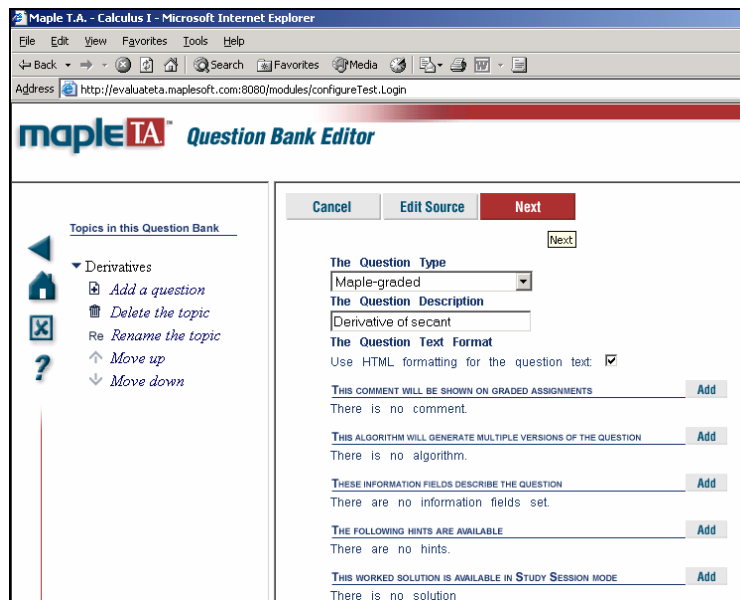 Maple T.A. - Calculus I - Microsoft Internet Explorer
File Edit View Favorites Tools Help
Back Search Favorites Media
Address http://evaluateta.maplesoft.com:8080/modules/configureTest.Login
maple T.A.™ Question Bank Editor
Topics in this Question Bank
Derivatives
Add a question
Delete the topic
Re Rename the topic
Move up
Move down
?
Cancel Edit Source Next
Next
The Question Type
Maple-graded
The Question Description
Derivative of secant
The Question Text Format
Use HTML formatting for the question text:
THIS COMMENT WILL BE SHOWN ON GRADED ASSIGNMENTS Add
There is no comment.
THIS ALGORITHM WILL GENERATE MULTIPLE VERSIONS OF THE QUESTION Add
There is no algorithm.
THESE INFORMATION FIELDS DESCRIBE THE QUESTION Add
There are no information fields set.
THE FOLLOWING HINTS ARE AVAILABLE Add
There are no hints.
THIS WORKED SOLUTION IS AVAILABLE IN STUDY SESSION MODE Add
There is no solution